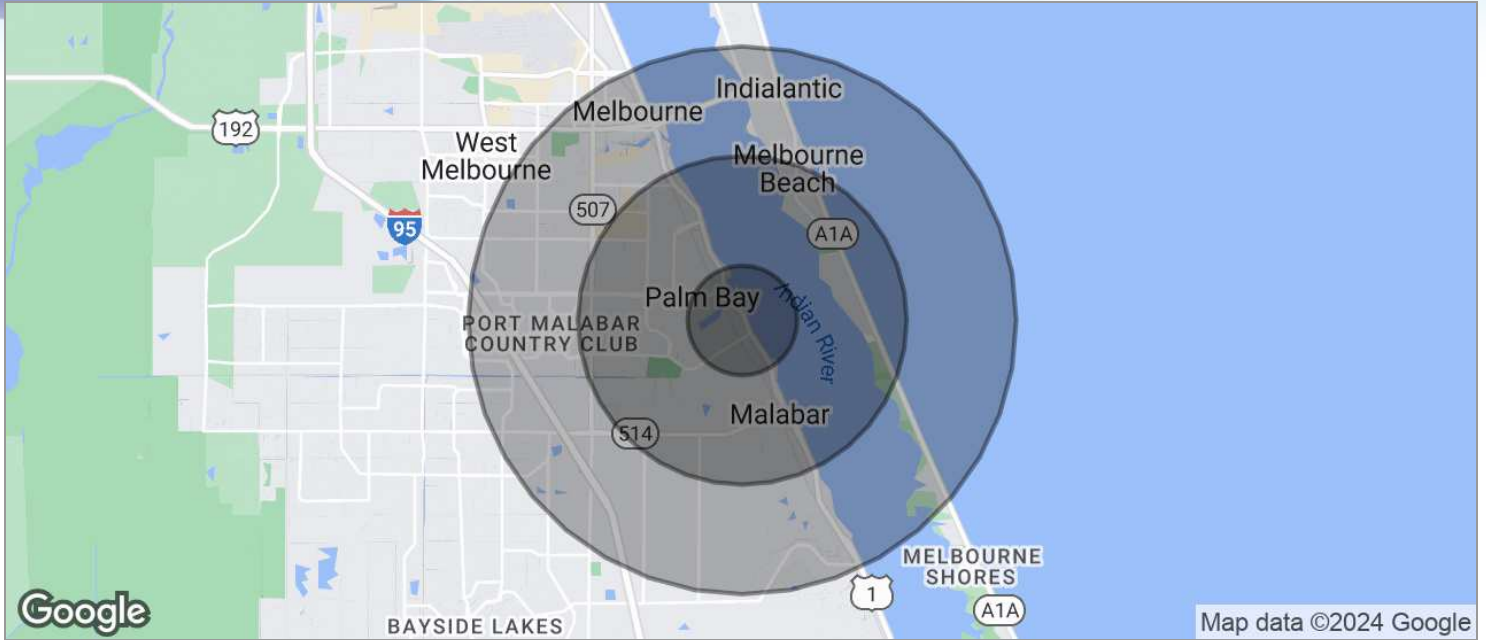 Indialantic
Melbourne
192
West
Melbourne
Melbourne
Beach
507
95
A1A
Palm Bay
Indian River
PORT MALABAR
COUNTRY CLUB
Malabar
514
MELBOURNE
SHORES
1
A1A
Google
BAYSIDE LAKES
Map data ©2024 Google